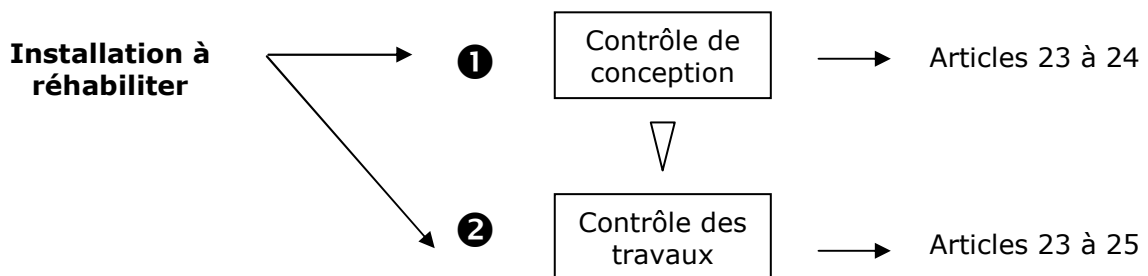 Installation à
réhabiliter
❶
Contrôle de
conception
Articles 23 à 24
❷
Contrôle des
travaux
Articles 23 à 25